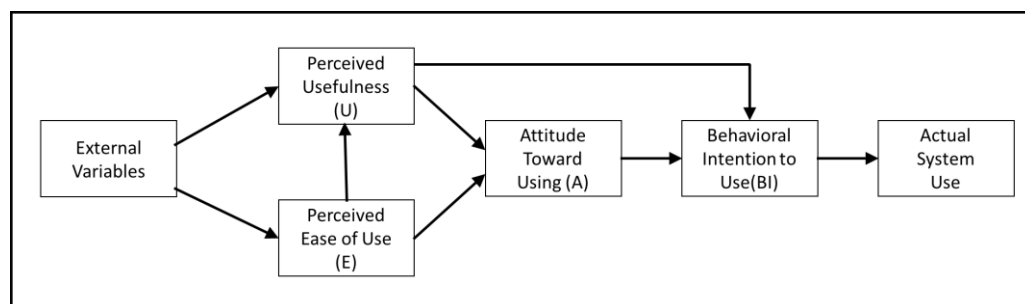 External
Variables
Perceived
Usefulness
(U)
Perceived
Ease of Use
(E)
Attitude
Toward
Using (A)
Behavioral
Intention to
Use(BI)
Actual
System
Use